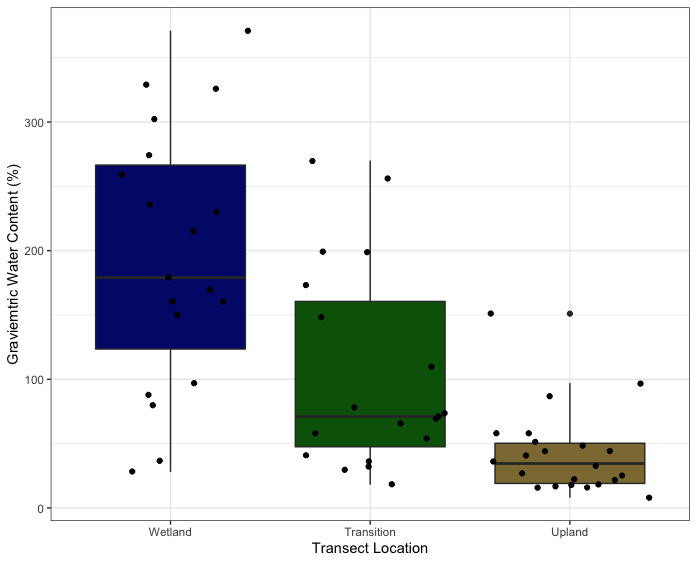 Graviemtric Water Content (%)
300
200
100
0
Wetland Transition Upland
Transect Location